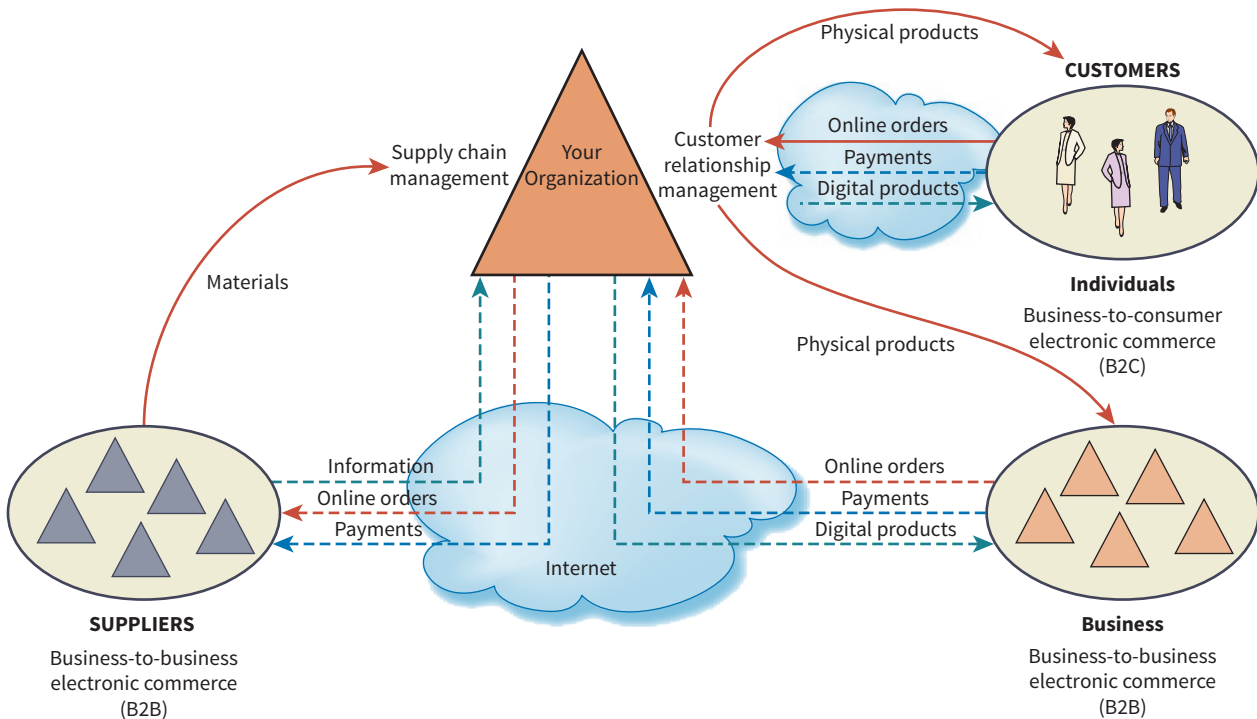 Physical products
CUSTOMERS
Online orders
Payments
Digital products
Customer
relationship
management
Supply chain
management
Your
Organization
Materials
Individuals
Business-to-consumer
electronic commerce
(B2C)
Physical products
Information
Online orders
Payments
Internet
Online orders
Payments
Digital products
SUPPLIERS
Business-to-business
electronic commerce
(B2B)
Business
Business-to-business
electronic commerce
(B2B)